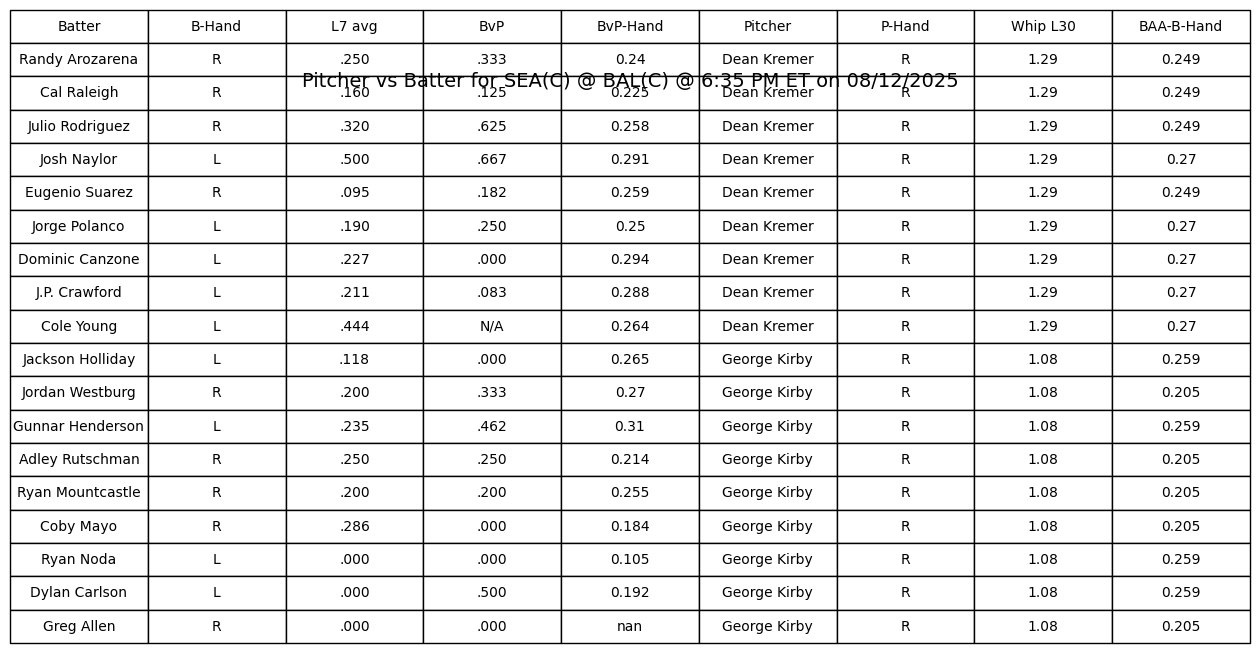 Batter B-Hand L7 avg BvP BvP-Hand Pitcher P-Hand Whip L30 BAA-B-Hand
Randy Arozarena R .250 .333 0.24 Dean Kremer R 1.29 0.249
Pitcher vs Batter for SEA(C) @ BAL(C) @ 6:35 PM ET on 08/12/2025
Cal Raleigh R .160 .125 0.225 Dean Kremer R 1.29 0.249
Julio Rodriguez R .320 .625 0.258 Dean Kremer R 1.29 0.249
Josh Naylor L .500 .667 0.291 Dean Kremer R 1.29 0.27
Eugenio Suarez R .095 .182 0.259 Dean Kremer R 1.29 0.249
Jorge Polanco L .190 .250 0.25 Dean Kremer R 1.29 0.27
Dominic Canzone L .227 .000 0.294 Dean Kremer R 1.29 0.27
J.P. Crawford L .211 .083 0.288 Dean Kremer R 1.29 0.27
Cole Young L .444 N/A 0.264 Dean Kremer R 1.29 0.27
Jackson Holliday L .118 .000 0.265 George Kirby R 1.08 0.259
Jordan Westburg R .200 .333 0.27 George Kirby R 1.08 0.205
Gunnar Henderson L .235 .462 0.31 George Kirby R 1.08 0.259
Adley Rutschman R .250 .250 0.214 George Kirby R 1.08 0.205
Ryan Mountcastle R .200 .200 0.255 George Kirby R 1.08 0.205
Coby Mayo R .286 .000 0.184 George Kirby R 1.08 0.205
Ryan Noda L .000 .000 0.105 George Kirby R 1.08 0.259
Dylan Carlson L .000 .500 0.192 George Kirby R 1.08 0.259
Greg Allen R .000 .000 nan George Kirby R 1.08 0.205